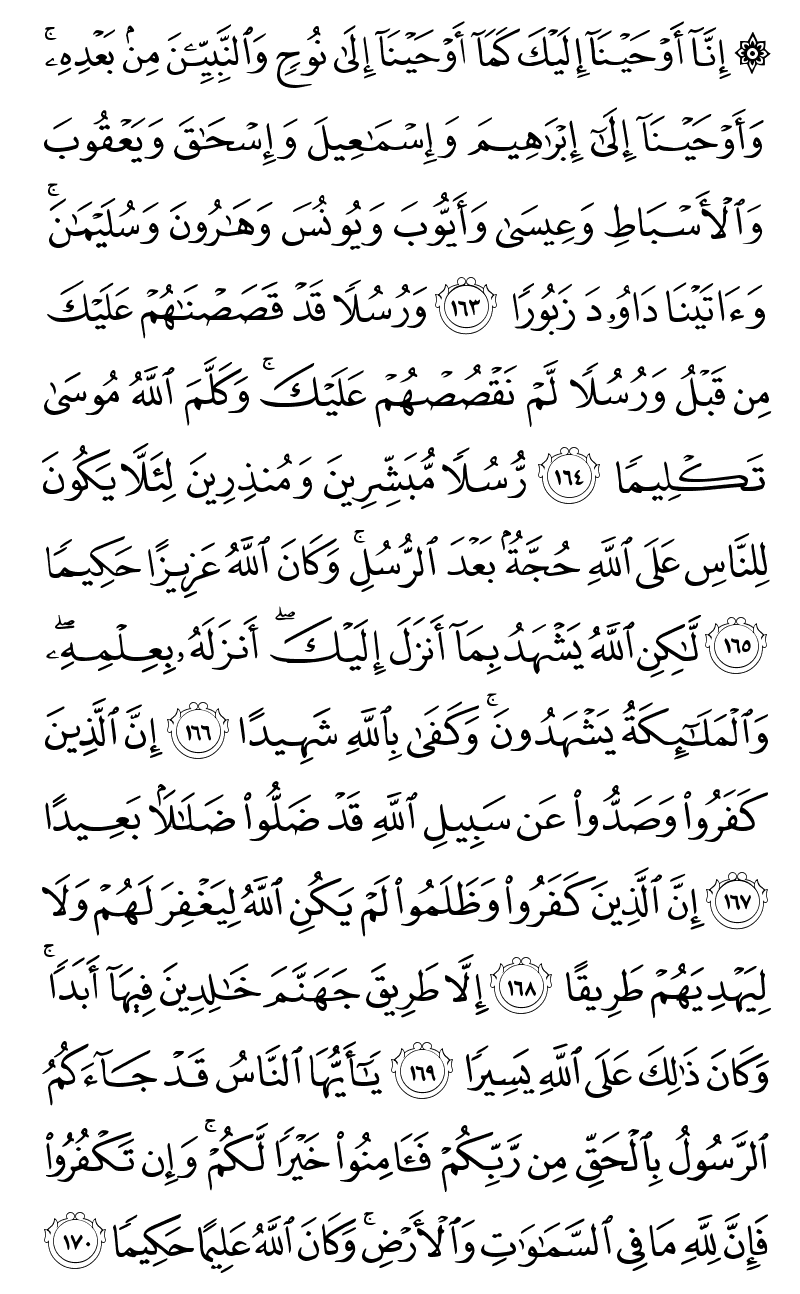 ۞ إِنَّآ أَوْحَيْنَآ إِلَيْكَ كَمَآ أَوْحَيْنَآ إِلَىٰ نُوحٍ وَٱلنَّبِيِّـۧنَ مِنۢ بَعْدِهِۦۚ
وَأَوْحَيْنَآ إِلَىٰٓ إِبْرَٰهِيمَ وَإِسْمَـٰعِيلَ وَإِسْحَـٰقَ وَيَعْقُوبَ
وَٱلْأَسْبَاطِ وَعِيسَىٰ وَأَيُّوبَ وَيُونُسَ وَهَـٰرُونَ وَسُلَيْمَـٰنَۚ
وَءَاتَيْنَا دَاوُۥدَ زَبُورًا ١٦٣ وَرُسُلًا قَدْ قَصَصْنَـٰهُمْ عَلَيْكَ
مِن قَبْلُ وَرُسُلًا لَّمْ نَقْصُصْهُمْ عَلَيْكَۚ وَكَلَّمَ ٱللَّهُ مُوسَىٰ
تَكْلِيمًا ١٦٤ رُّسُلًا مُّبَشِّرِينَ وَمُنذِرِينَ لِئَلَّا يَكُونَ
لِلنَّاسِ عَلَى ٱللَّهِ حُجَّةٌۢ بَعْدَ ٱلرُّسُلِۚ وَكَانَ ٱللَّهُ عَزِيزًا حَكِيمًا
١٦٥ لَّـٰكِنِ ٱللَّهُ يَشْهَدُ بِمَآ أَنزَلَ إِلَيْكَۖ أَنزَلَهُۥ بِعِلْمِهِۦۖ
وَٱلْمَلَـٰٓئِكَةُ يَشْهَدُونَۚ وَكَفَىٰ بِٱللَّهِ شَهِيدًا ١٦٦ إِنَّ ٱلَّذِينَ
كَفَرُوا۟ وَصَدُّوا۟ عَن سَبِيلِ ٱللَّهِ قَدْ ضَلُّوا۟ ضَلَـٰلًۢا بَعِيدًا
١٦٧ إِنَّ ٱلَّذِينَ كَفَرُوا۟ وَظَلَمُوا۟ لَمْ يَكُنِ ٱللَّهُ لِيَغْفِرَ لَهُمْ وَلَا
لِيَهْدِيَهُمْ طَرِيقًا ١٦٨ إِلَّا طَرِيقَ جَهَنَّمَ خَـٰلِدِينَ فِيهَآ أَبَدًاۚ
وَكَانَ ذَٰلِكَ عَلَى ٱللَّهِ يَسِيرًا ١٦٩ يَـٰٓأَيُّهَا ٱلنَّاسُ قَدْ جَآءَكُمُ
ٱلرَّسُولُ بِٱلْحَقِّ مِن رَّبِّكُمْ فَـَٔامِنُوا۟ خَيْرًا لَّكُمْۚ وَإِن تَكْفُرُوا۟
فَإِنَّ لِلَّهِ مَا فِى ٱلسَّمَـٰوَٰتِ وَٱلْأَرْضِۚ وَكَانَ ٱللَّهُ عَلِيمًا حَكِيمًا ١٧٠